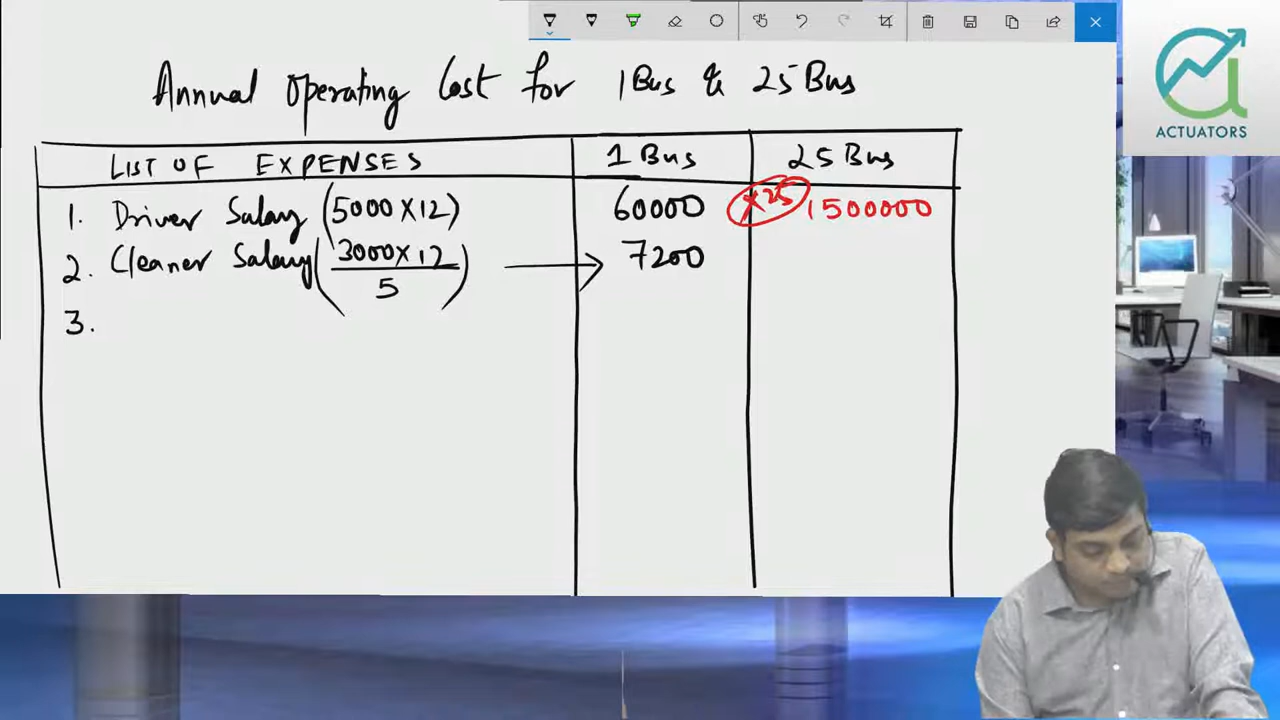 ACTUATORS
Annual Operating Cost for 1 Bus & 25 Bus
LIST OF EXPENSES 1 Bus 25 Bus
1. Driver Salary (5000 × 12) 60000 ×25 1500000
2. Cleaner Salary (3000 × 12 / 5) → 7200
3.